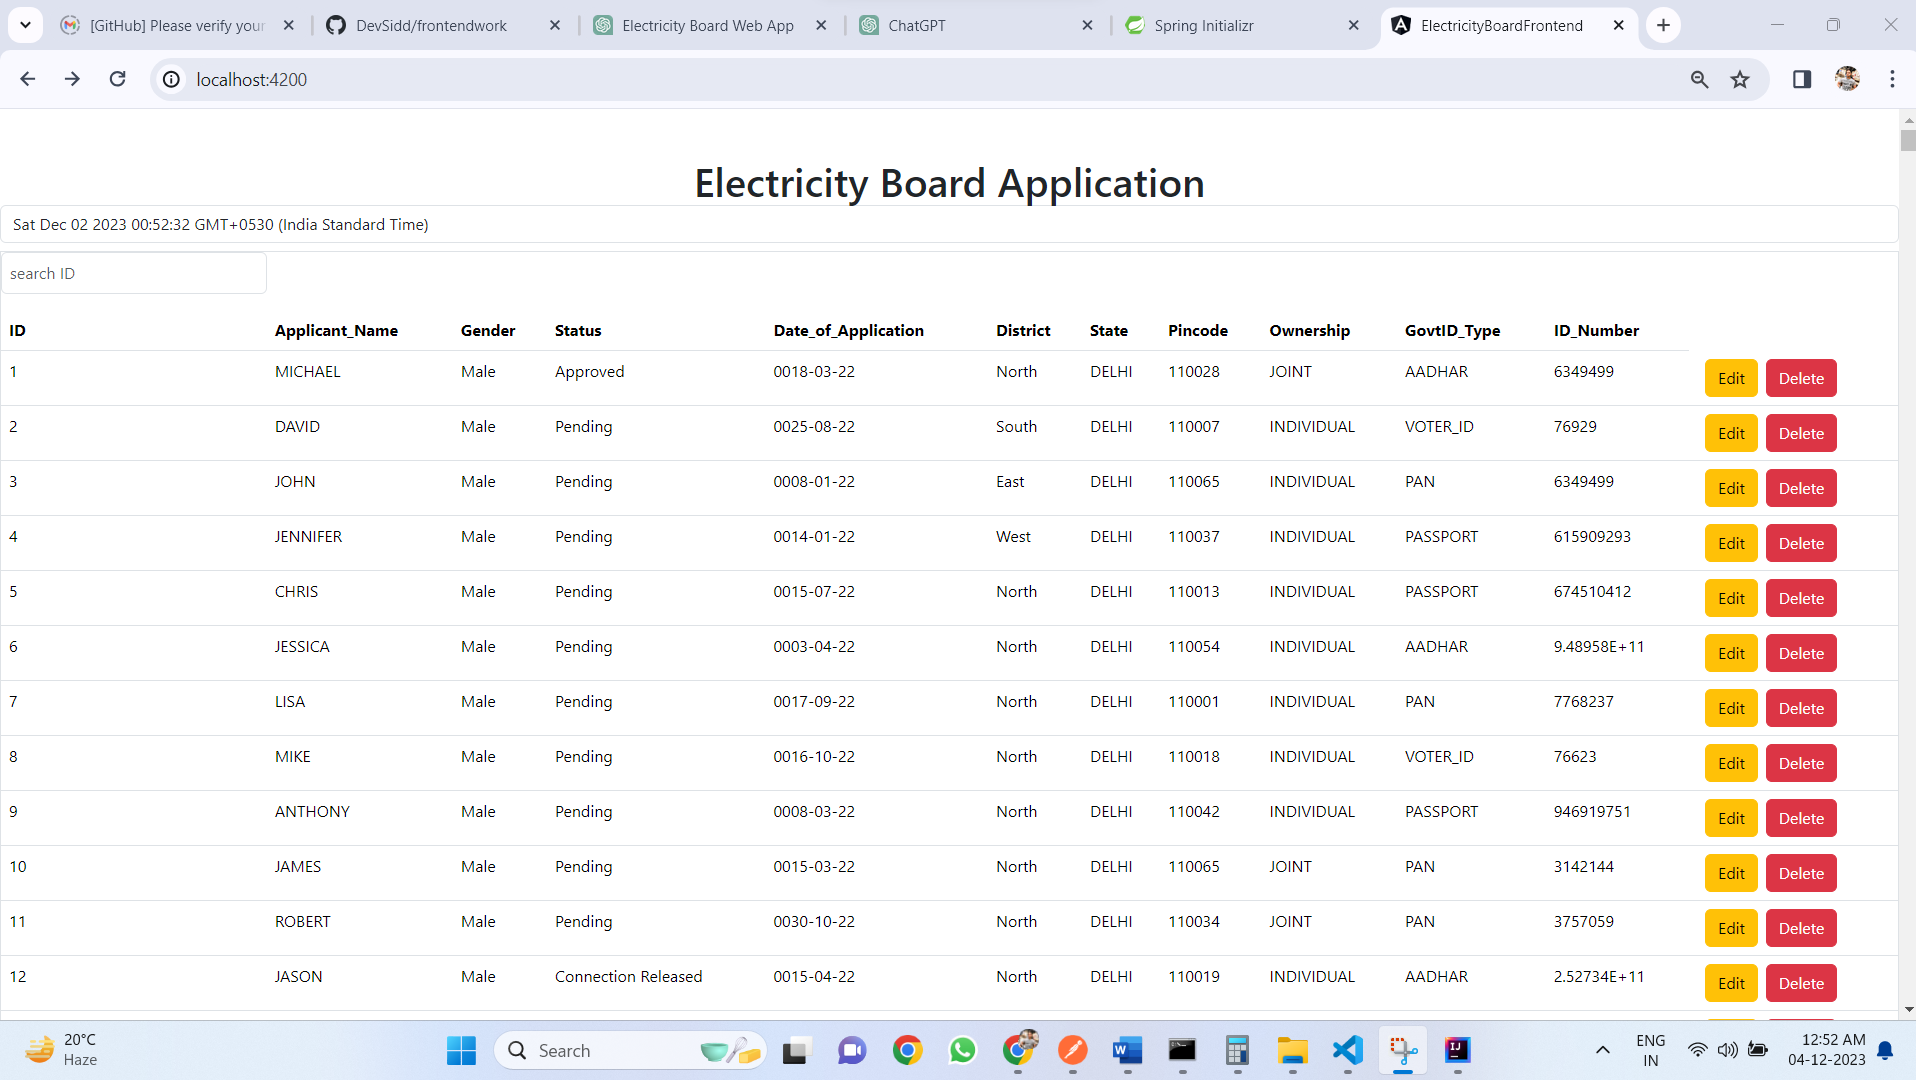 [GitHub] Please verify your
DevSidd/frontendwork
Electricity Board Web App
ChatGPT
Spring Initializr
ElectricityBoardFrontend
localhost:4200
Electricity Board Application
Sat Dec 02 2023 00:52:32 GMT+0530 (India Standard Time)
search ID
ID Applicant_Name Gender Status Date_of_Application District State Pincode Ownership GovtID_Type ID_Number
1 MICHAEL Male Approved 0018-03-22 North DELHI 110028 JOINT AADHAR 6349499 Edit Delete
2 DAVID Male Pending 0025-08-22 South DELHI 110007 INDIVIDUAL VOTER_ID 76929 Edit Delete
3 JOHN Male Pending 0008-01-22 East DELHI 110065 INDIVIDUAL PAN 6349499 Edit Delete
4 JENNIFER Male Pending 0014-01-22 West DELHI 110037 INDIVIDUAL PASSPORT 615909293 Edit Delete
5 CHRIS Male Pending 0015-07-22 North DELHI 110013 INDIVIDUAL PASSPORT 674510412 Edit Delete
6 JESSICA Male Pending 0003-04-22 North DELHI 110054 INDIVIDUAL AADHAR 9.48958E+11 Edit Delete
7 LISA Male Pending 0017-09-22 North DELHI 110001 INDIVIDUAL PAN 7768237 Edit Delete
8 MIKE Male Pending 0016-10-22 North DELHI 110018 INDIVIDUAL VOTER_ID 76623 Edit Delete
9 ANTHONY Male Pending 0008-03-22 North DELHI 110042 INDIVIDUAL PASSPORT 946919751 Edit Delete
10 JAMES Male Pending 0015-03-22 North DELHI 110065 JOINT PAN 3142144 Edit Delete
11 ROBERT Male Pending 0030-10-22 North DELHI 110034 JOINT PAN 3757059 Edit Delete
12 JASON Male Connection Released 0015-04-22 North DELHI 110019 INDIVIDUAL AADHAR 2.52734E+11 Edit Delete
20°C
Haze
Search
ENG
IN
12:52 AM
04-12-2023